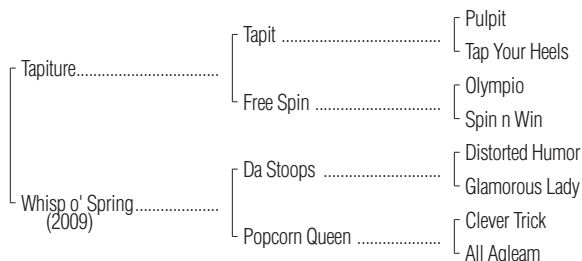 Pulpit
Tapit
Tap Your Heels
Tapiture
Olympio
Free Spin
Spin n Win
Distorted Humor
Da Stoops
Glamorous Lady
Whisp o' Spring
(2009)
Clever Trick
Popcorn Queen
All Agleam